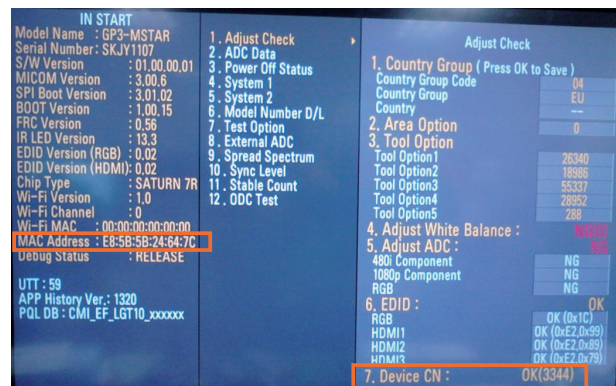 IN START
Model Name : GP3-MSTAR
Serial Number: SKJY1107
S/W Version : 01.00.00.01
MICOM Version : 3.00.6
SPI Boot Version : 3.01.02
BOOT Version : 1.00.15
FRC Version : 0.56
IR LED Version : 13.3
EDID Version (RGB) : 0.02
EDID Version (HDMI): 0.02
Chip Type : SATURN 7R
Wi-Fi Version : 1.0
Wi-Fi Channel : 0
Wi-Fi MAC : 00:00:00:00:00:00
MAC Address : E8:5B:5B:24:64:7C
Debug Status : RELEASE
UTT : 59
APP History Ver.: 1320
PQL DB : CMI_EF_LGT10_xxxxxx
1. Adjust Check
2. ADC Data
3. Power Off Status
4. System 1
5. System 2
6. Model Number D/L
7. Test Option
8. External ADC
9. Spread Spectrum
10. Sync Level
11. Stable Count
12. ODC Test
Adjust Check
1. Country Group ( Press OK to Save )
Country Group Code 04
Country Group EU
Country --
2. Area Option 0
3. Tool Option
Tool Option1 26340
Tool Option2 18986
Tool Option3 55337
Tool Option4 28952
Tool Option5 288
4. Adjust White Balance :
5. Adjust ADC : NG
480i Component NG
1080p Component NG
RGB NG
6. EDID : OK
RGB OK (0x1C)
HDMI1 OK (0xE2,0x99)
HDMI2 OK (0xE2,0x89)
HDMI3 OK (0xE2,0x79)
7. Device CN : OK(3344)